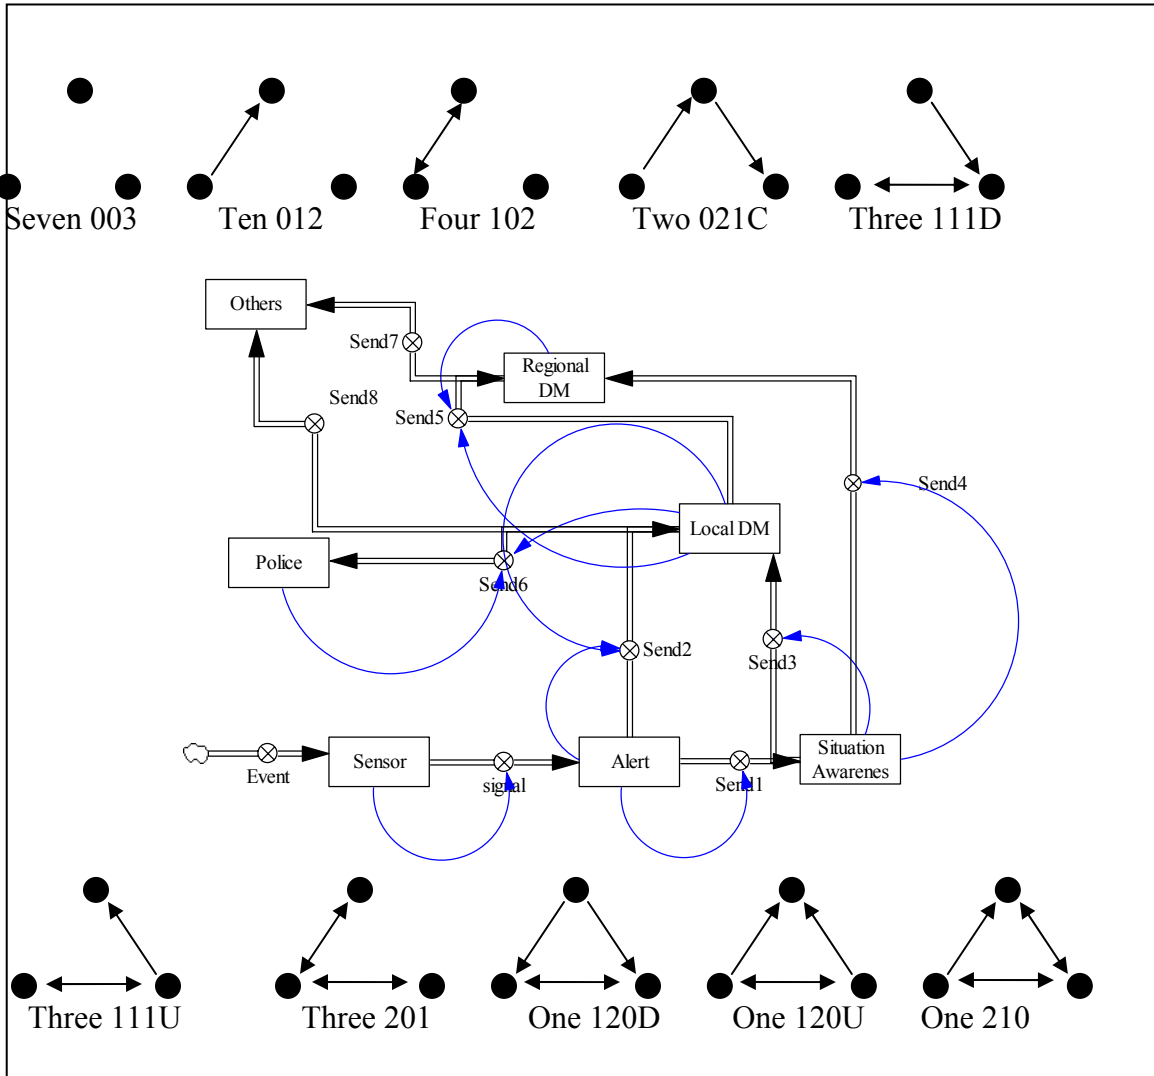 Seven 003
Ten 012
Four 102
Two 021C
Three 111D
Others
Send7
Regional
DM
Send8
Send5
Send4
Local DM
Police
Send6
Send2
Send3
Event
Sensor
signal
Alert
Send1
Situation
Awarenes
Three 111U
Three 201
One 120D
One 120U
One 210